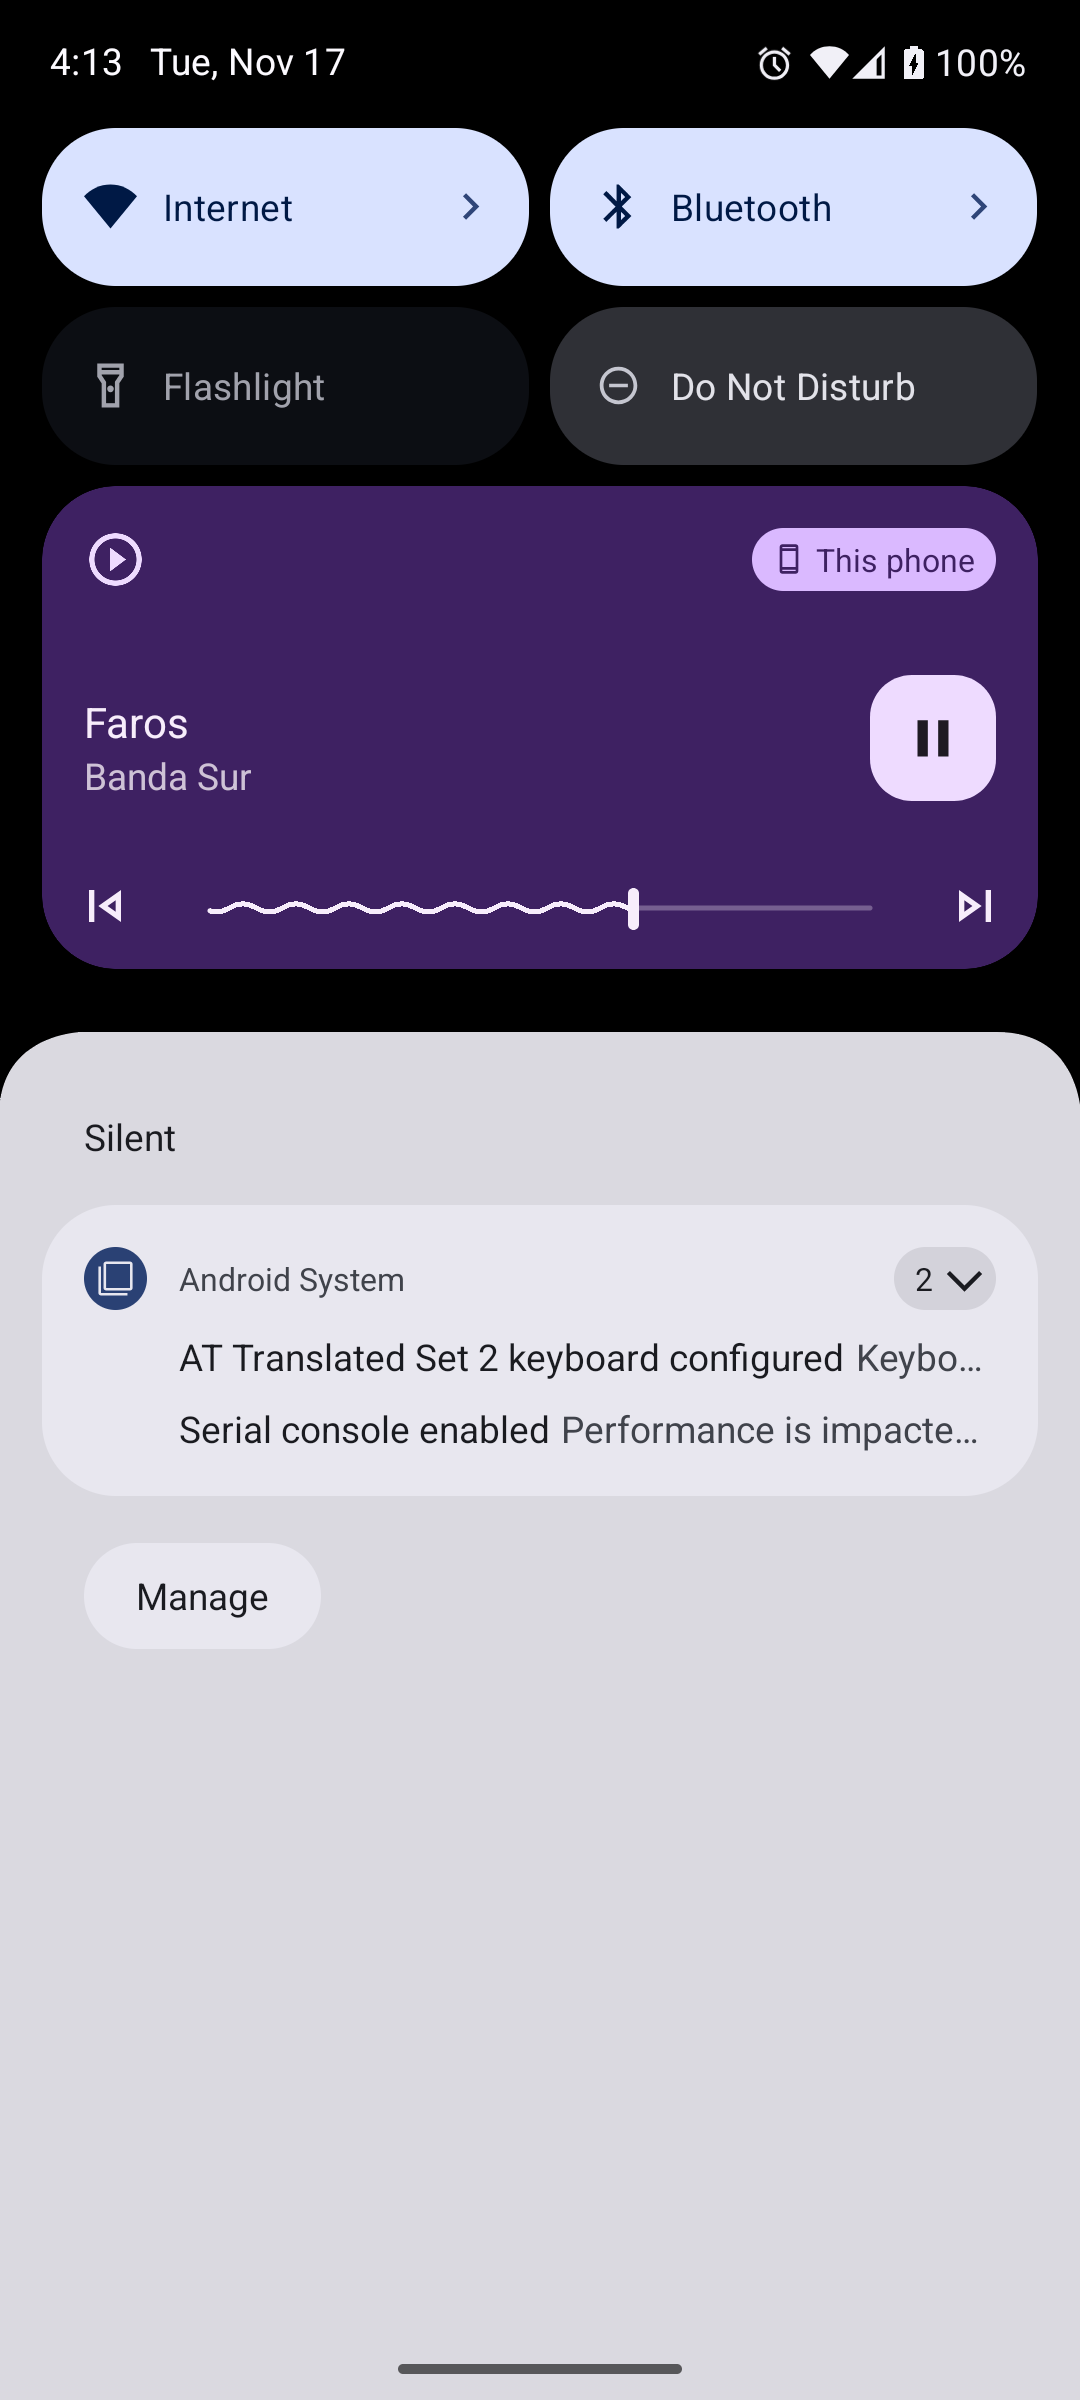 4:13 Tue, Nov 17 100%
Internet
Bluetooth
Flashlight
Do Not Disturb
This phone
Faros
Banda Sur
Silent
Android System
2
AT Translated Set 2 keyboard configured Keybo…
Serial console enabled Performance is impacte…
Manage